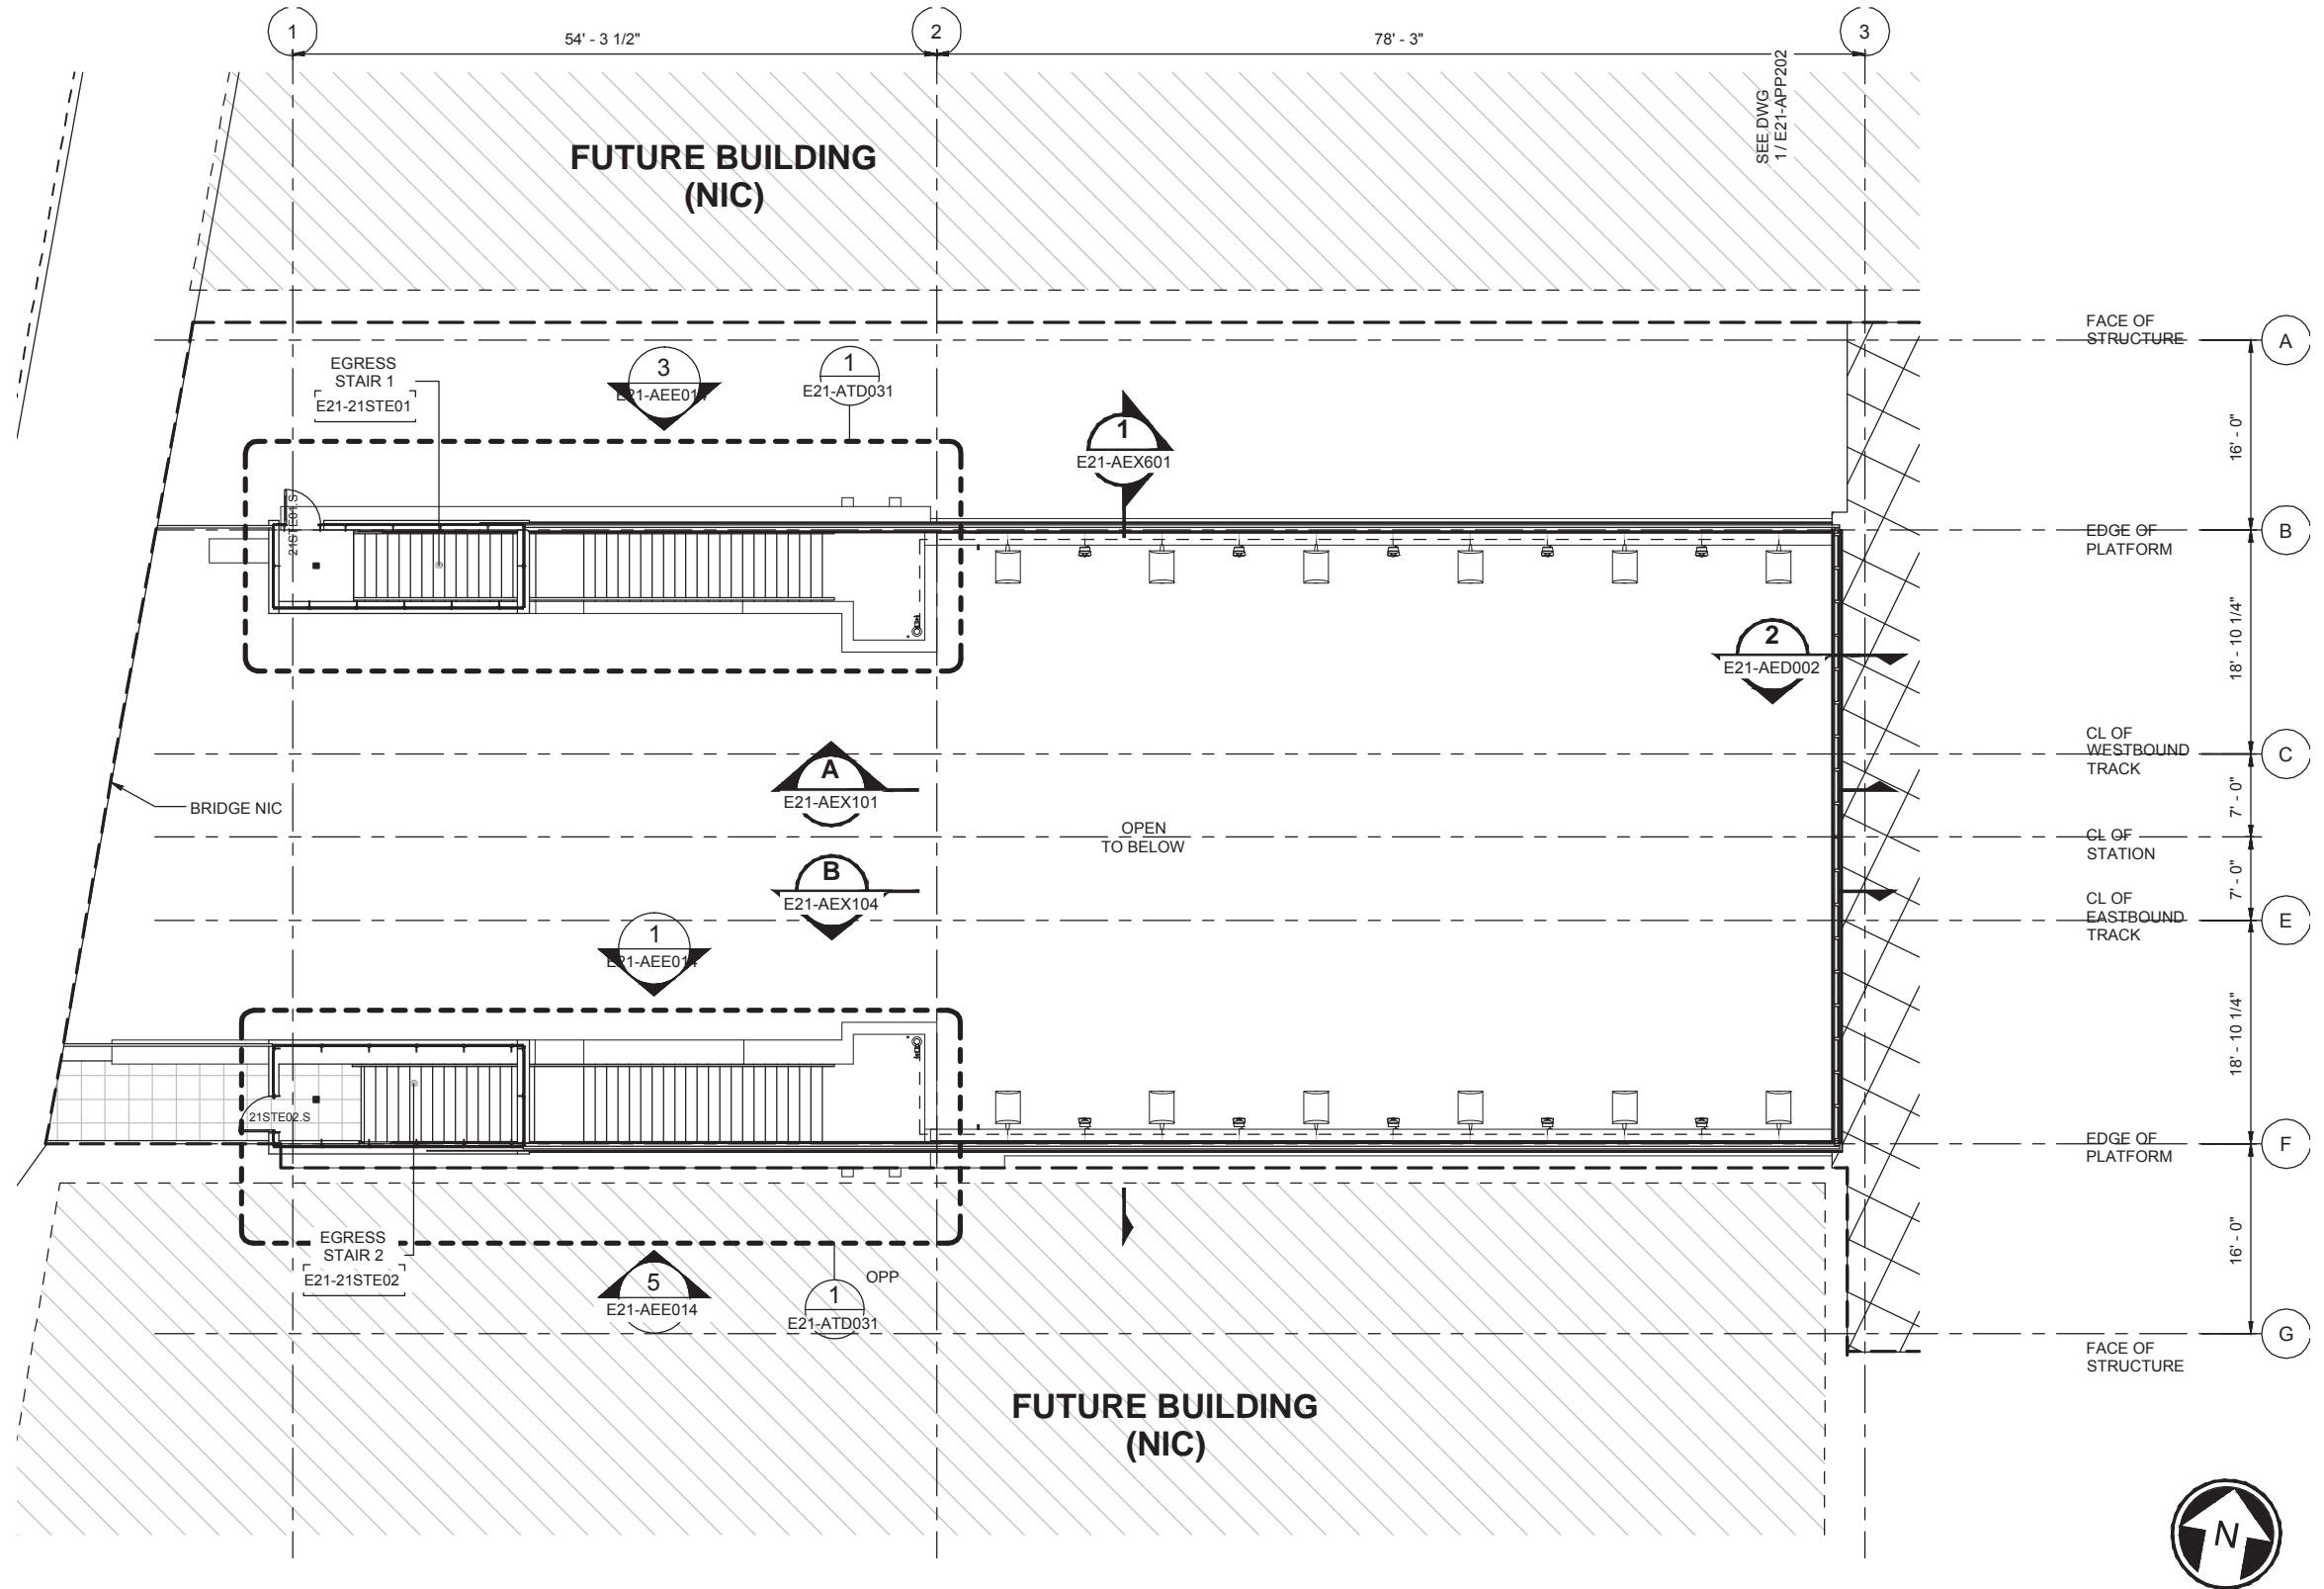 1
54' - 3 1/2"
2
78' - 3"
3
SEE DWG
1 / E21-APP202
FUTURE BUILDING
(NIC)
FACE OF
STRUCTURE
A
EGRESS
STAIR 1
E21-21STE01
3
E21-AEE014
1
E21-ATD031
1
E21-AEX601
16' - 0"
21STE01.S
EDGE OF
PLATFORM
B
2
E21-AED002
18' - 10 1/4"
CL OF
WESTBOUND
TRACK
C
A
E21-AEX101
BRIDGE NIC
7' - 0"
OPEN
TO BELOW
CL OF
STATION
B
E21-AEX104
7' - 0"
CL OF
EASTBOUND
TRACK
E
1
E21-AEE014
18' - 10 1/4"
21STE02.S
EDGE OF
PLATFORM
F
EGRESS
STAIR 2
E21-21STE02
5
E21-AEE014
OPP
1
E21-ATD031
16' - 0"
G
FACE OF
STRUCTURE
FUTURE BUILDING
(NIC)
N